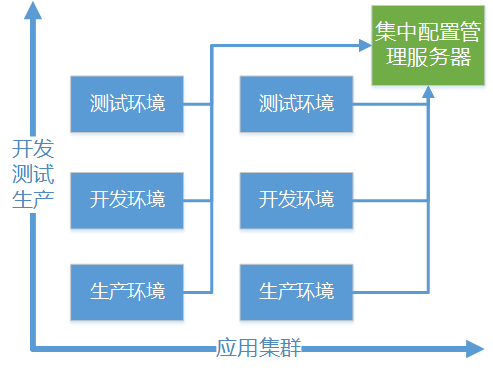 集中配置管
理服务器
测试环境
测试环境
开发
测试
生产
开发环境
开发环境
生产环境
生产环境
应用集群